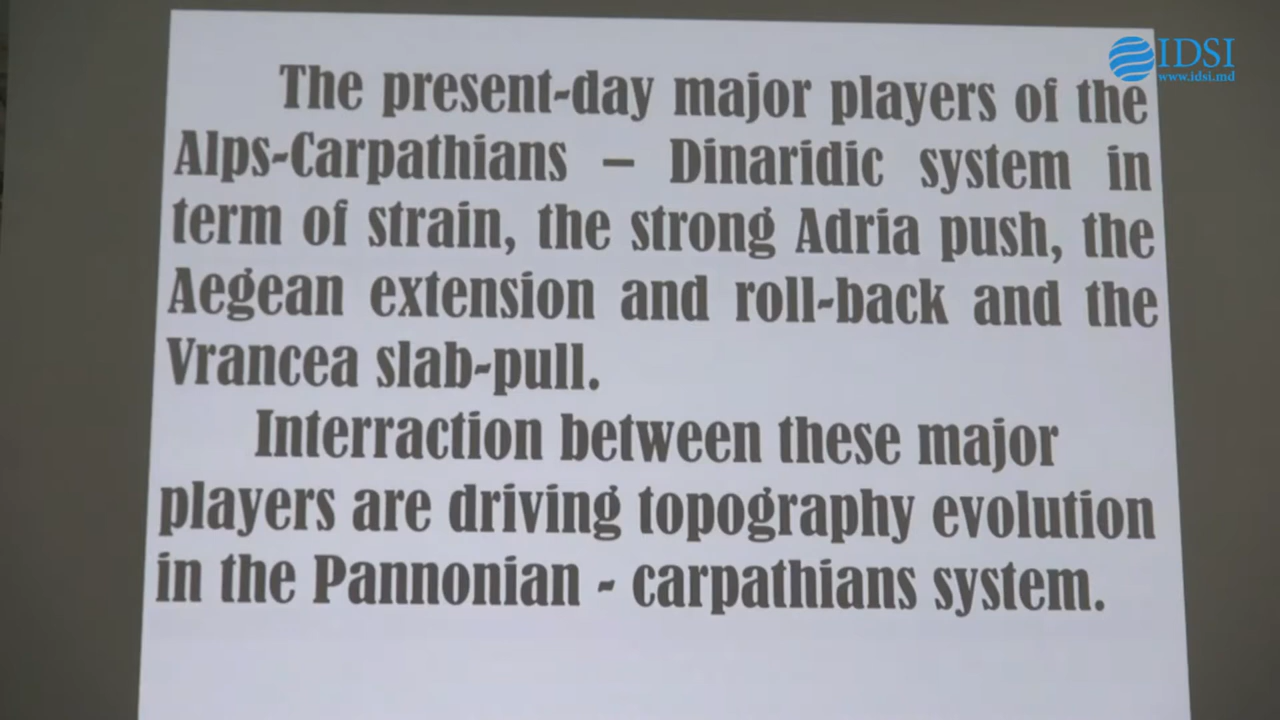 IDSI
www.idsi.md
The present-day major players of the
Alps-Carpathians – Dinaridic system in
term of strain, the strong Adria push, the
Aegean extension and roll-back and the
Vrancea slab-pull.
Interraction between these major
players are driving topography evolution
in the Pannonian - carpathians system.